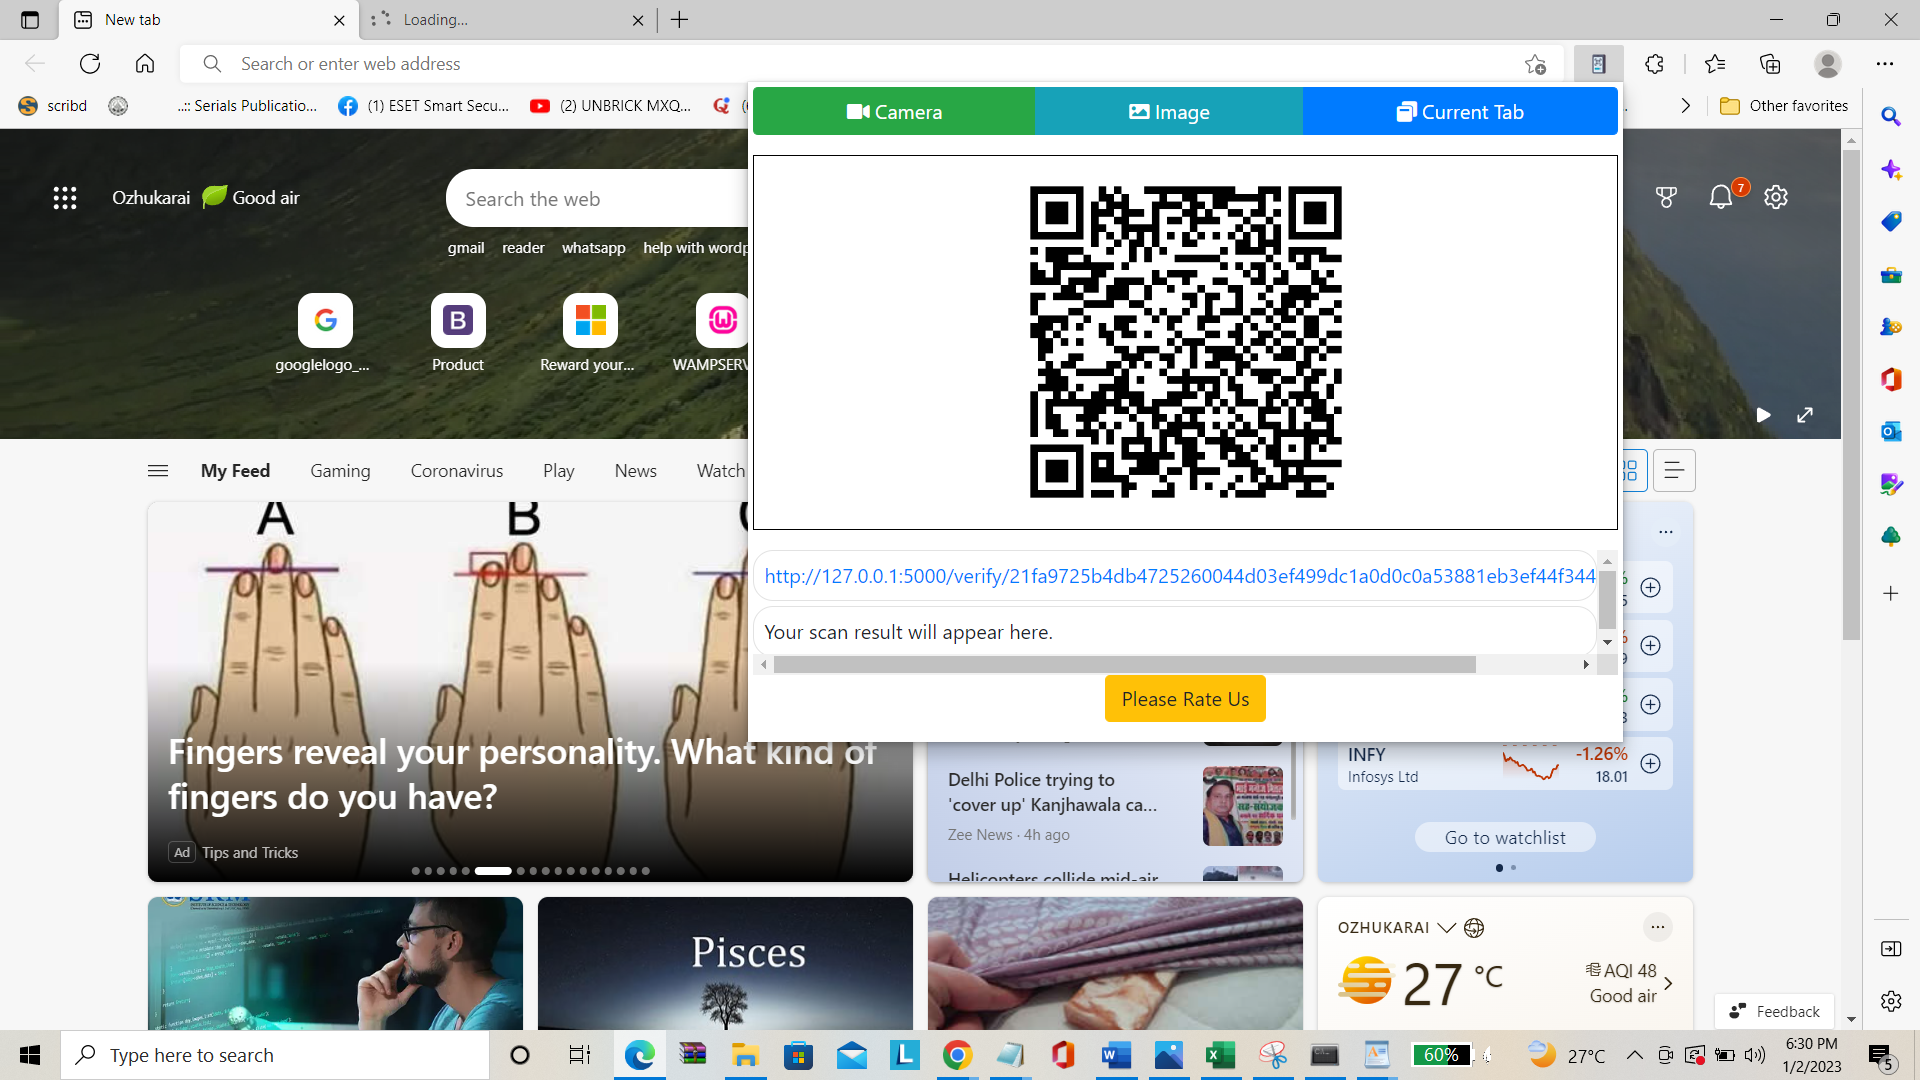 New tab
Loading...
Search or enter web address
scribd
..:: Serials Publicatio...
(1) ESET Smart Secu...
(2) UNBRICK MXQ...
Other favorites
Camera
Image
Current Tab
Ozhukarai
Good air
Search the web
7
gmail
reader
whatsapp
help with wordp
googlelogo_...
Product
Reward your...
WAMPSERV
http://127.0.0.1:5000/verify/21fa9725b4db4725260044d03ef499dc1a0d0c0a53881eb3ef44f344
Your scan result will appear here.
Please Rate Us
My Feed
Gaming
Coronavirus
Play
News
Watch
A
B
Fingers reveal your personality. What kind of
fingers do you have?
Ad
Tips and Tricks
Delhi Police trying to
'cover up' Kanjhawala ca...
Zee News · 4h ago
Helicopters collide mid-air
INFY
-1.26%
Infosys Ltd
18.01
Go to watchlist
SRM
Pisces
OZHUKARAI
27 °C
AQI 48
Good air
Feedback
Type here to search
60%
27°C
6:30 PM
1/2/2023
5